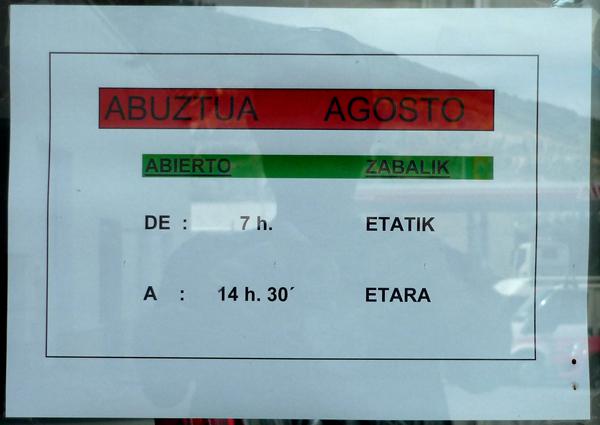 ABUZTUA AGOSTO
ABIERTO ZABALIK
DE : 7 h. ETATIK
A : 14 h. 30´ ETARA